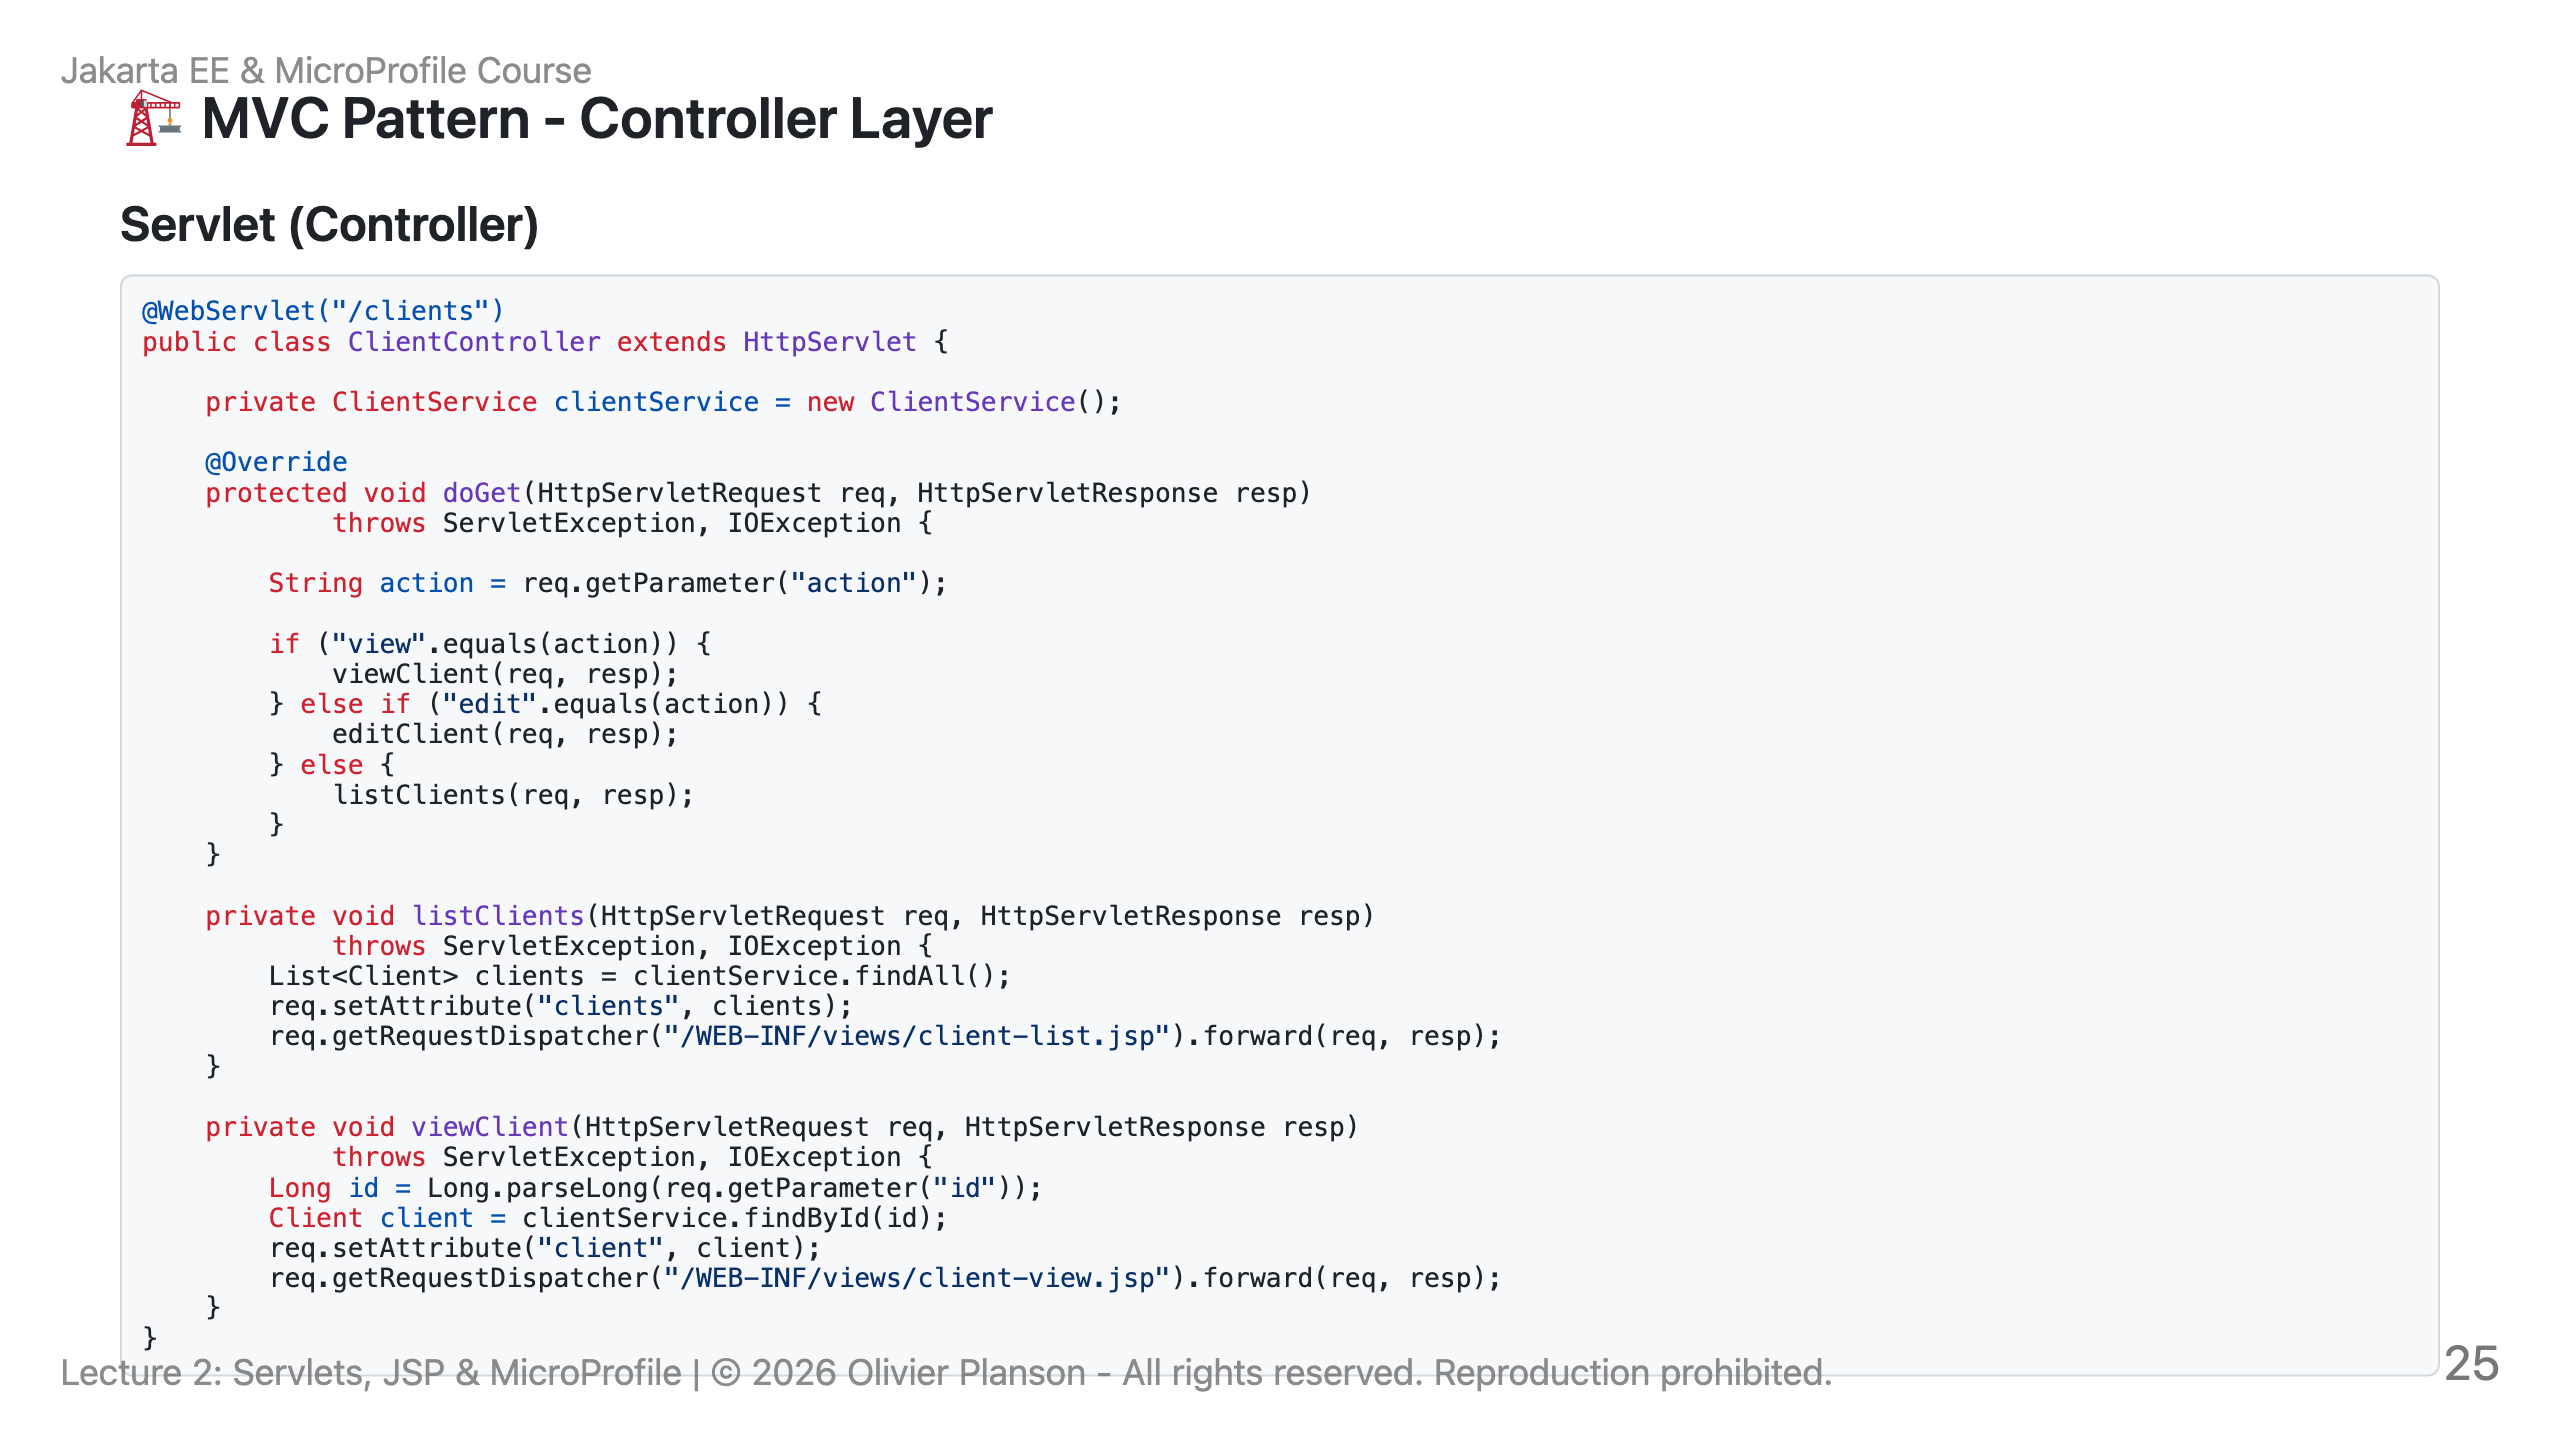 Jakarta EE & MicroProfile Course
MVC Pattern - Controller Layer
Servlet (Controller)
@WebServlet("/clients")
public class ClientController extends HttpServlet {
    private ClientService clientService = new ClientService();
    @Override
    protected void doGet(HttpServletRequest req, HttpServletResponse resp)
            throws ServletException, IOException {
        String action = req.getParameter("action");
        if ("view".equals(action)) {
            viewClient(req, resp);
        } else if ("edit".equals(action)) {
            editClient(req, resp);
        } else {
            listClients(req, resp);
        }
    }
    private void listClients(HttpServletRequest req, HttpServletResponse resp)
            throws ServletException, IOException {
        List<Client> clients = clientService.findAll();
        req.setAttribute("clients", clients);
        req.getRequestDispatcher("/WEB-INF/views/client-list.jsp").forward(req, resp);
    }
    private void viewClient(HttpServletRequest req, HttpServletResponse resp)
            throws ServletException, IOException {
        Long id = Long.parseLong(req.getParameter("id"));
        Client client = clientService.findById(id);
        req.setAttribute("client", client);
        req.getRequestDispatcher("/WEB-INF/views/client-view.jsp").forward(req, resp);
    }
}
Lecture 2: Servlets, JSP & MicroProfile | © 2026 Olivier Planson - All rights reserved. Reproduction prohibited.
25